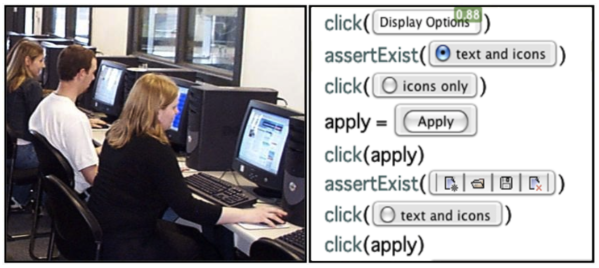 click( Display Options 0.88 )
assertExist( text and icons )
click( icons only )
apply = Apply
click(apply)
assertExist( )
click( text and icons )
click(apply)